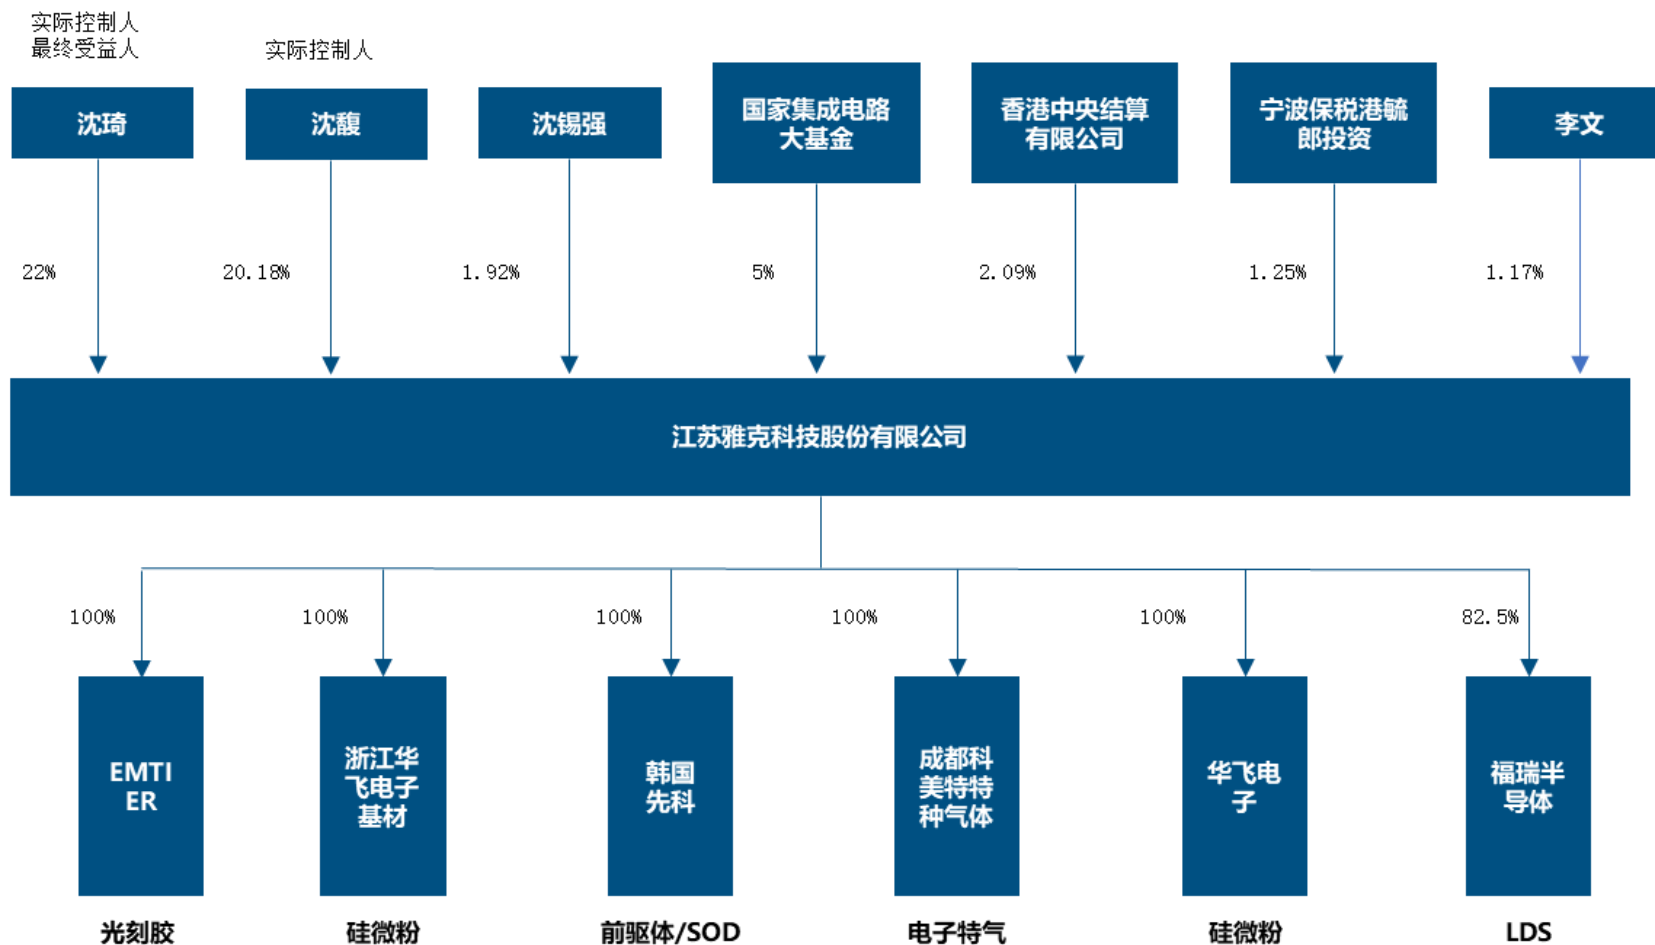 实际控制人
最终受益人
实际控制人
沈琦
沈馥
沈锡强
国家集成电路
大基金
香港中央结算
有限公司
宁波保税港毓
郎投资
李文
22%
20.18%
1.92%
5%
2.09%
1.25%
1.17%
江苏雅克科技股份有限公司
100%
100%
100%
100%
100%
82.5%
EMTI
ER
浙江华
飞电子
基材
韩国
先科
成都科
美特特
种气体
华飞电
子
福瑞半
导体
光刻胶
硅微粉
前驱体/SOD
电子特气
硅微粉
LDS